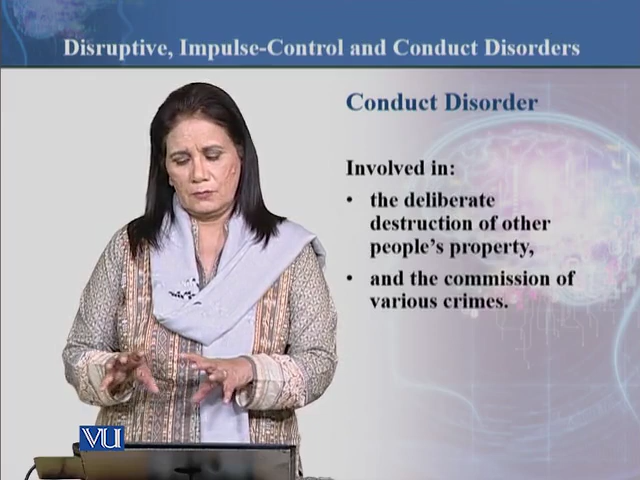 Disruptive, Impulse-Control and Conduct Disorders
Conduct Disorder
Involved in:
• the deliberate
destruction of other
people's property,
• and the commission of
various crimes.
VU